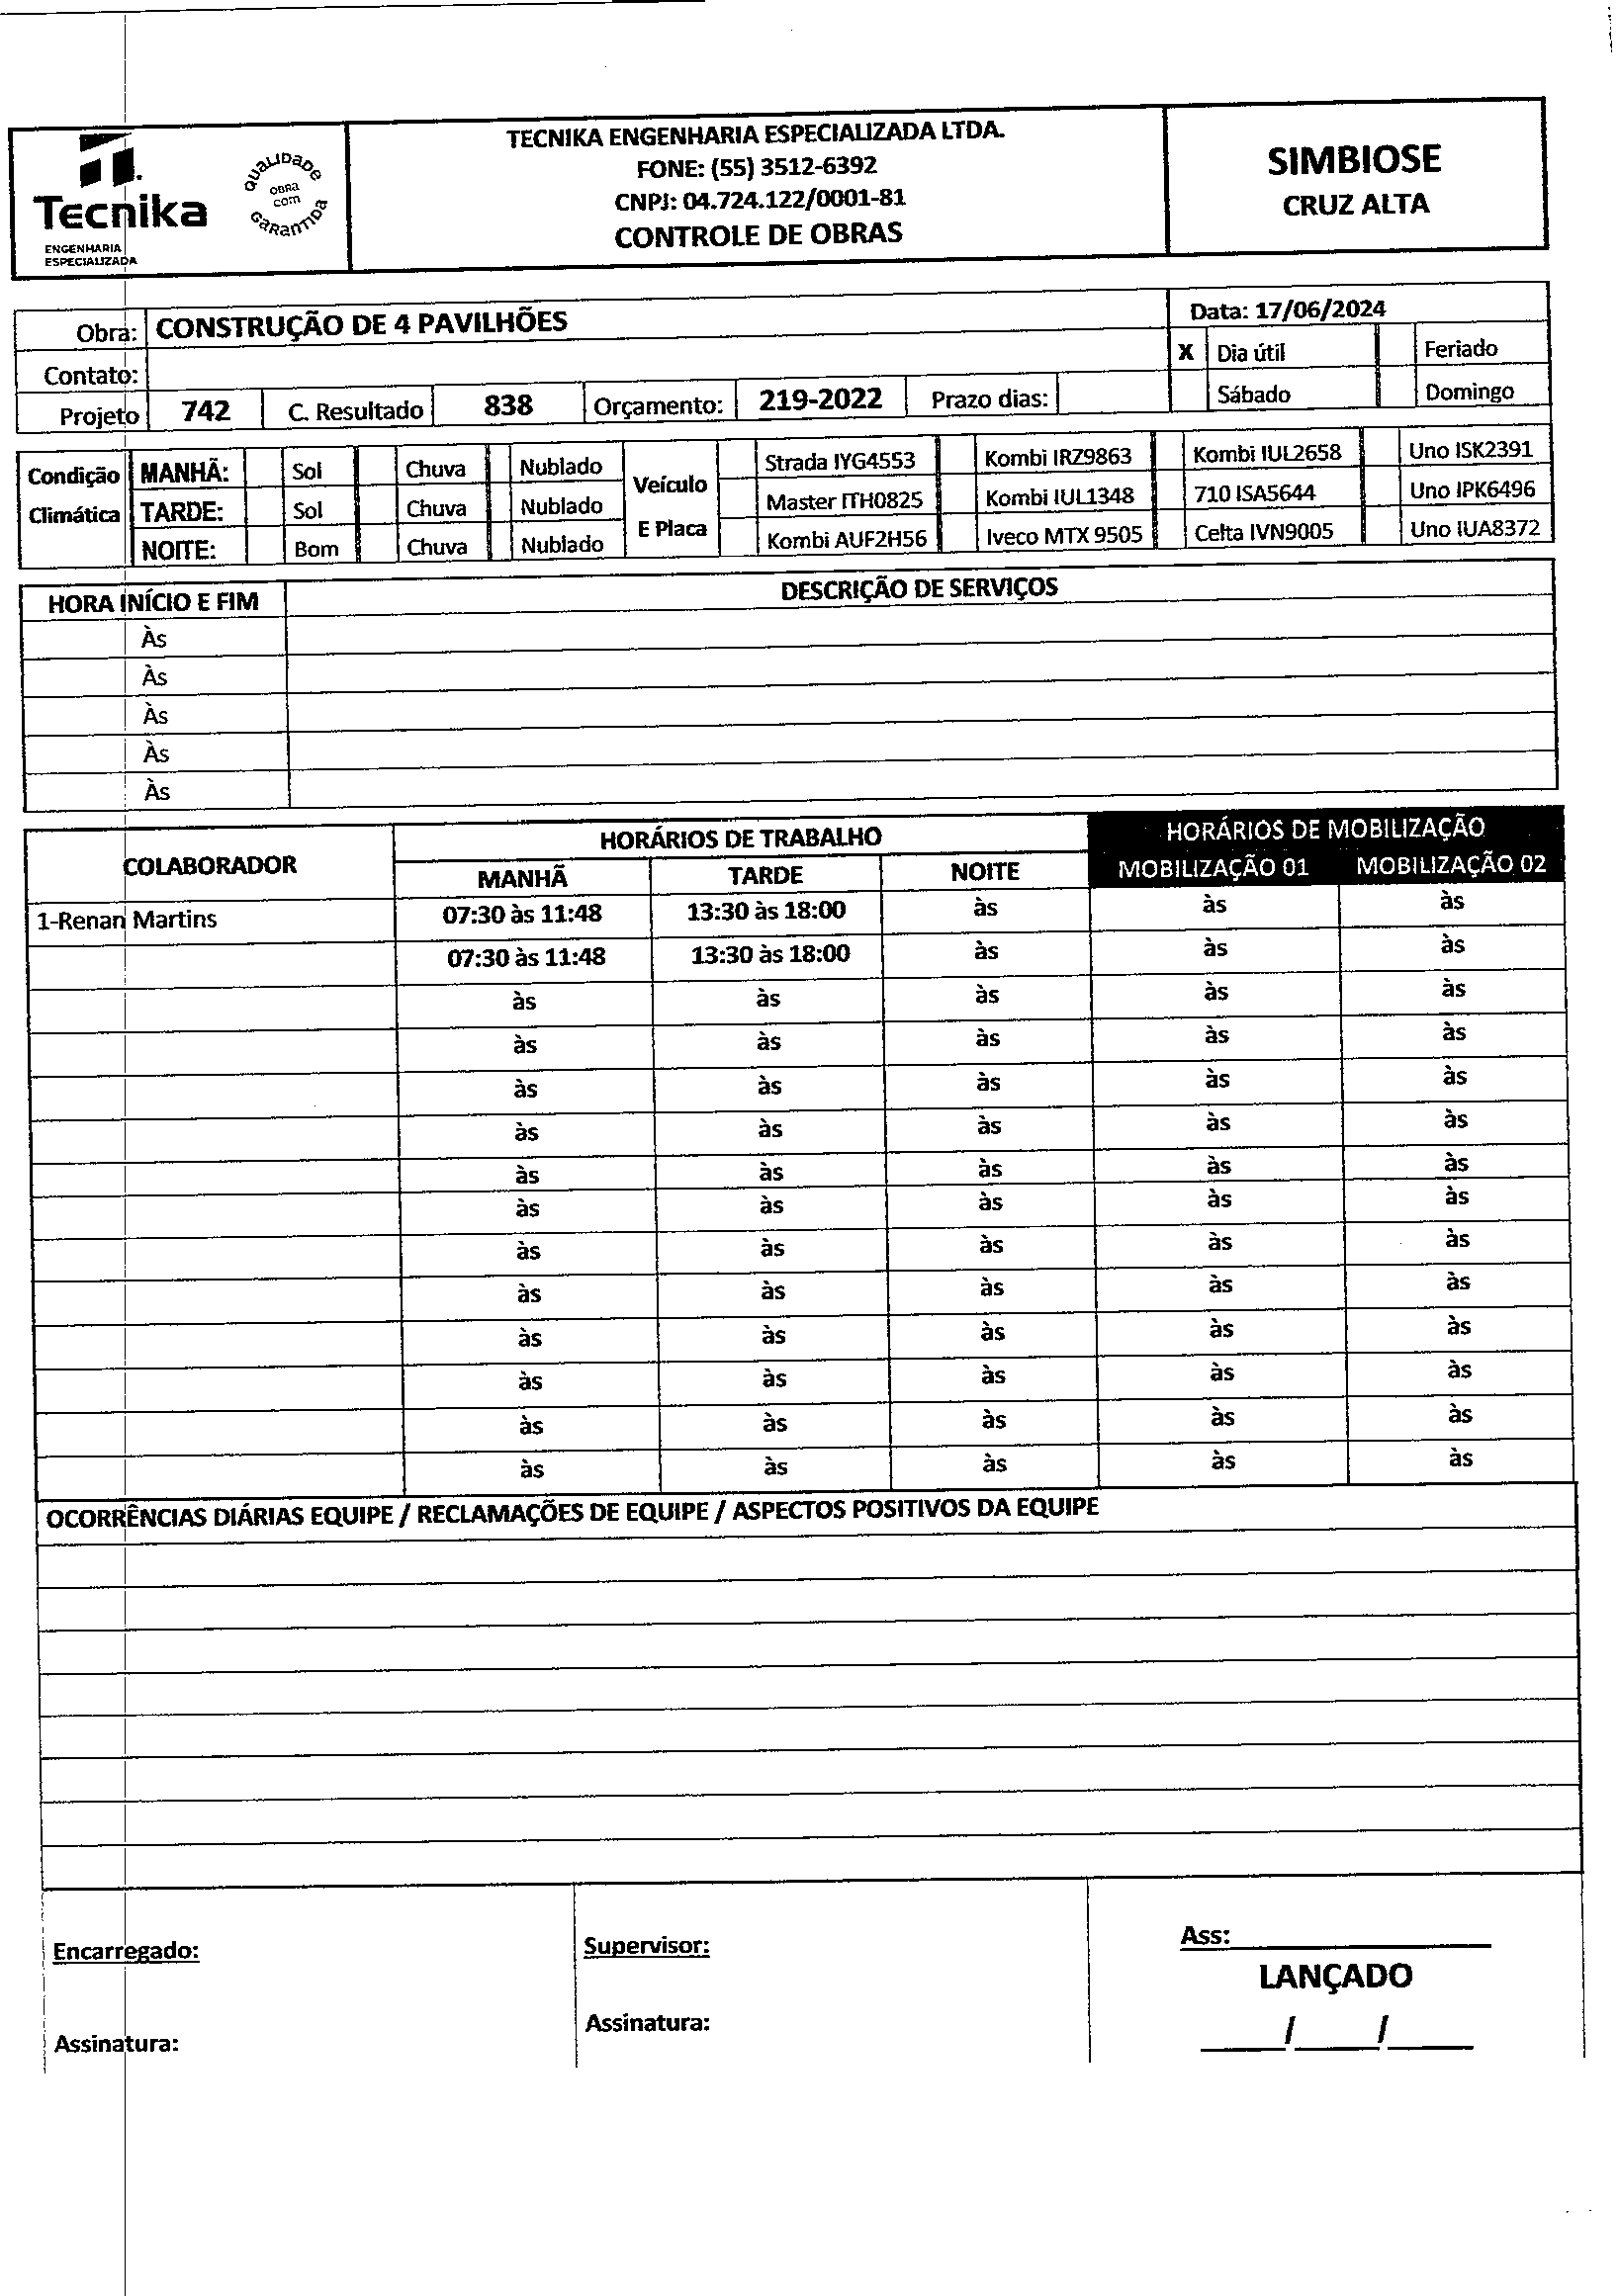 Tecnika
ENGENHARIA
ESPECIALIZADA
QUALIDADE
OBRA
com
GARANTIDA
TECNIKA ENGENHARIA ESPECIALIZADA LTDA.
FONE: (55) 3512-6392
CNPJ: 04.724.122/0001-81
CONTROLE DE OBRAS
SIMBIOSE
CRUZ ALTA
Obra: CONSTRUÇÃO DE 4 PAVILHÕES
Data: 17/06/2024
Contato:
X Dia útil Feriado
Projeto 742 C. Resultado 838 Orçamento: 219-2022 Prazo dias:
Sábado Domingo
Condição Climática
MANHÃ: Sol Chuva Nublado
TARDE: Sol Chuva Nublado
NOITE: Bom Chuva Nublado
Veículo
E Placa
Strada IYG4553 Kombi IRZ9863 Kombi IUL2658 Uno ISK2391
Master ITH0825 Kombi IUL1348 710 ISA5644 Uno IPK6496
Kombi AUF2H56 Iveco MTX 9505 Celta IVN9005 Uno IUA8372
HORA INÍCIO E FIM DESCRIÇÃO DE SERVIÇOS
Às
Às
Às
Às
Às
COLABORADOR HORÁRIOS DE TRABALHO HORÁRIOS DE MOBILIZAÇÃO
MANHÃ TARDE NOITE MOBILIZAÇÃO 01 MOBILIZAÇÃO 02
1-Renan Martins 07:30 às 11:48 13:30 às 18:00 às às às
07:30 às 11:48 13:30 às 18:00 às às às
às às às às às
às às às às às
às às às às às
às às às às às
às às às às às
às às às às às
às às às às às
às às às às às
às às às às às
às às às às às
às às às às às
às às às às às
OCORRÊNCIAS DIÁRIAS EQUIPE / RECLAMAÇÕES DE EQUIPE / ASPECTOS POSITIVOS DA EQUIPE
Encarregado:
Assinatura:
Supervisor:
Assinatura:
Ass:____________________
LANÇADO
____/____/____